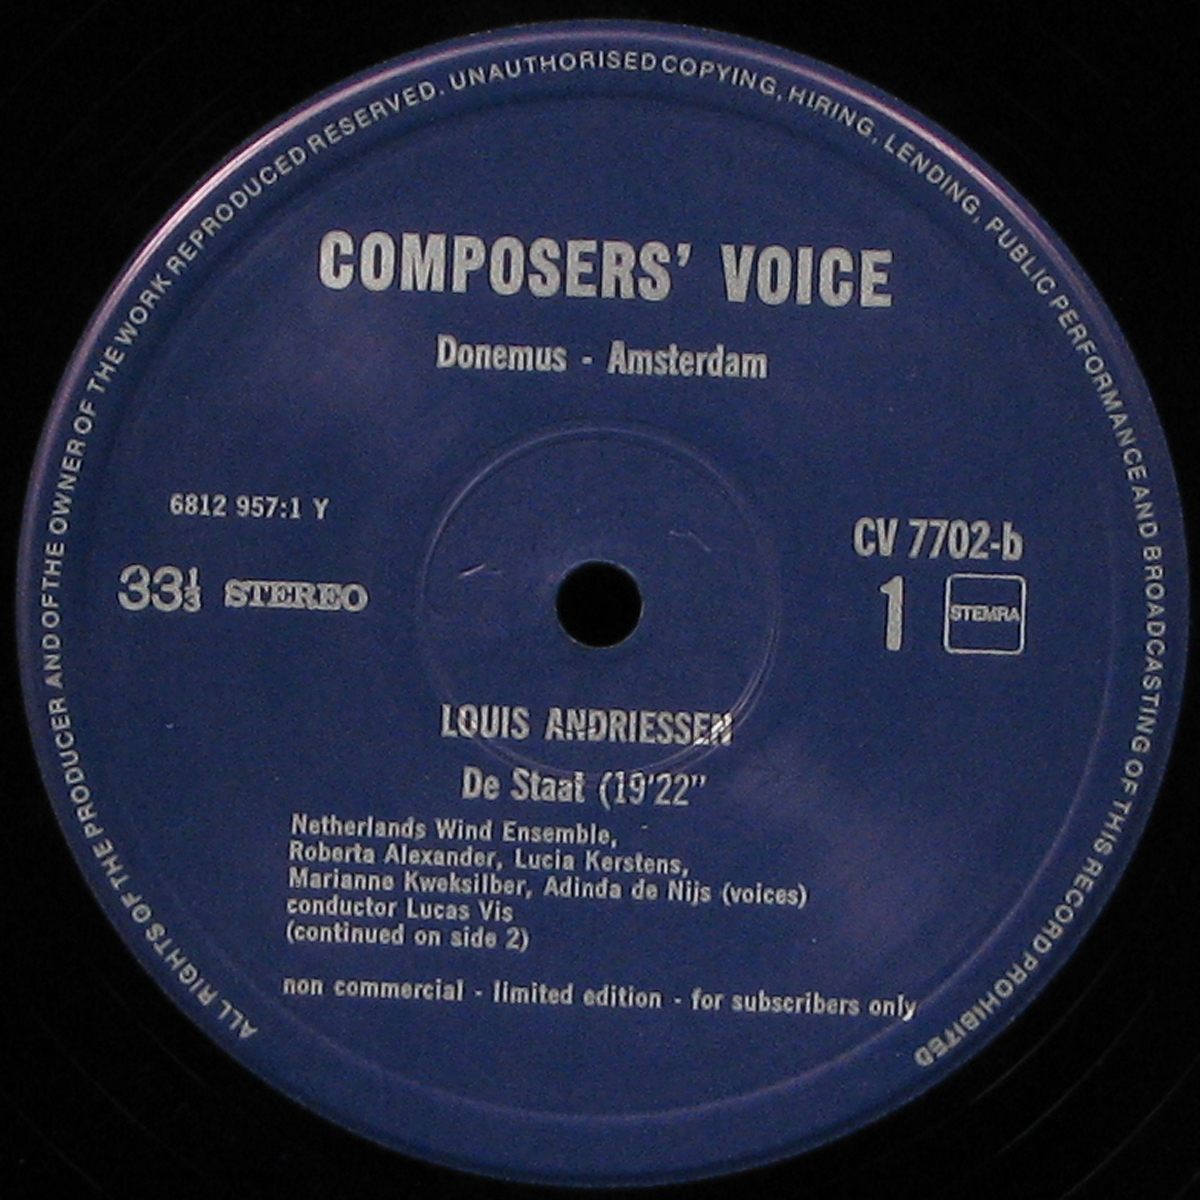 ALL RIGHTS OF THE PRODUCER AND OF THE OWNER OF THE WORK REPRODUCED RESERVED. UNAUTHORISED COPYING, HIRING, LENDING, PUBLIC PERFORMANCE AND BROADCASTING OF THIS RECORD PROHIBITED
COMPOSERS' VOICE
Donemus - Amsterdam
6812 957:1 Y
33⅓ STEREO
CV 7702-b
1 STEMRA
LOUIS ANDRIESSEN
De Staat (19'22"
Netherlands Wind Ensemble,
Roberta Alexander, Lucia Kerstens,
Marianne Kweksilber, Adinda de Nijs (voices)
conductor Lucas Vis
(continued on side 2)
non commercial - limited edition - for subscribers only